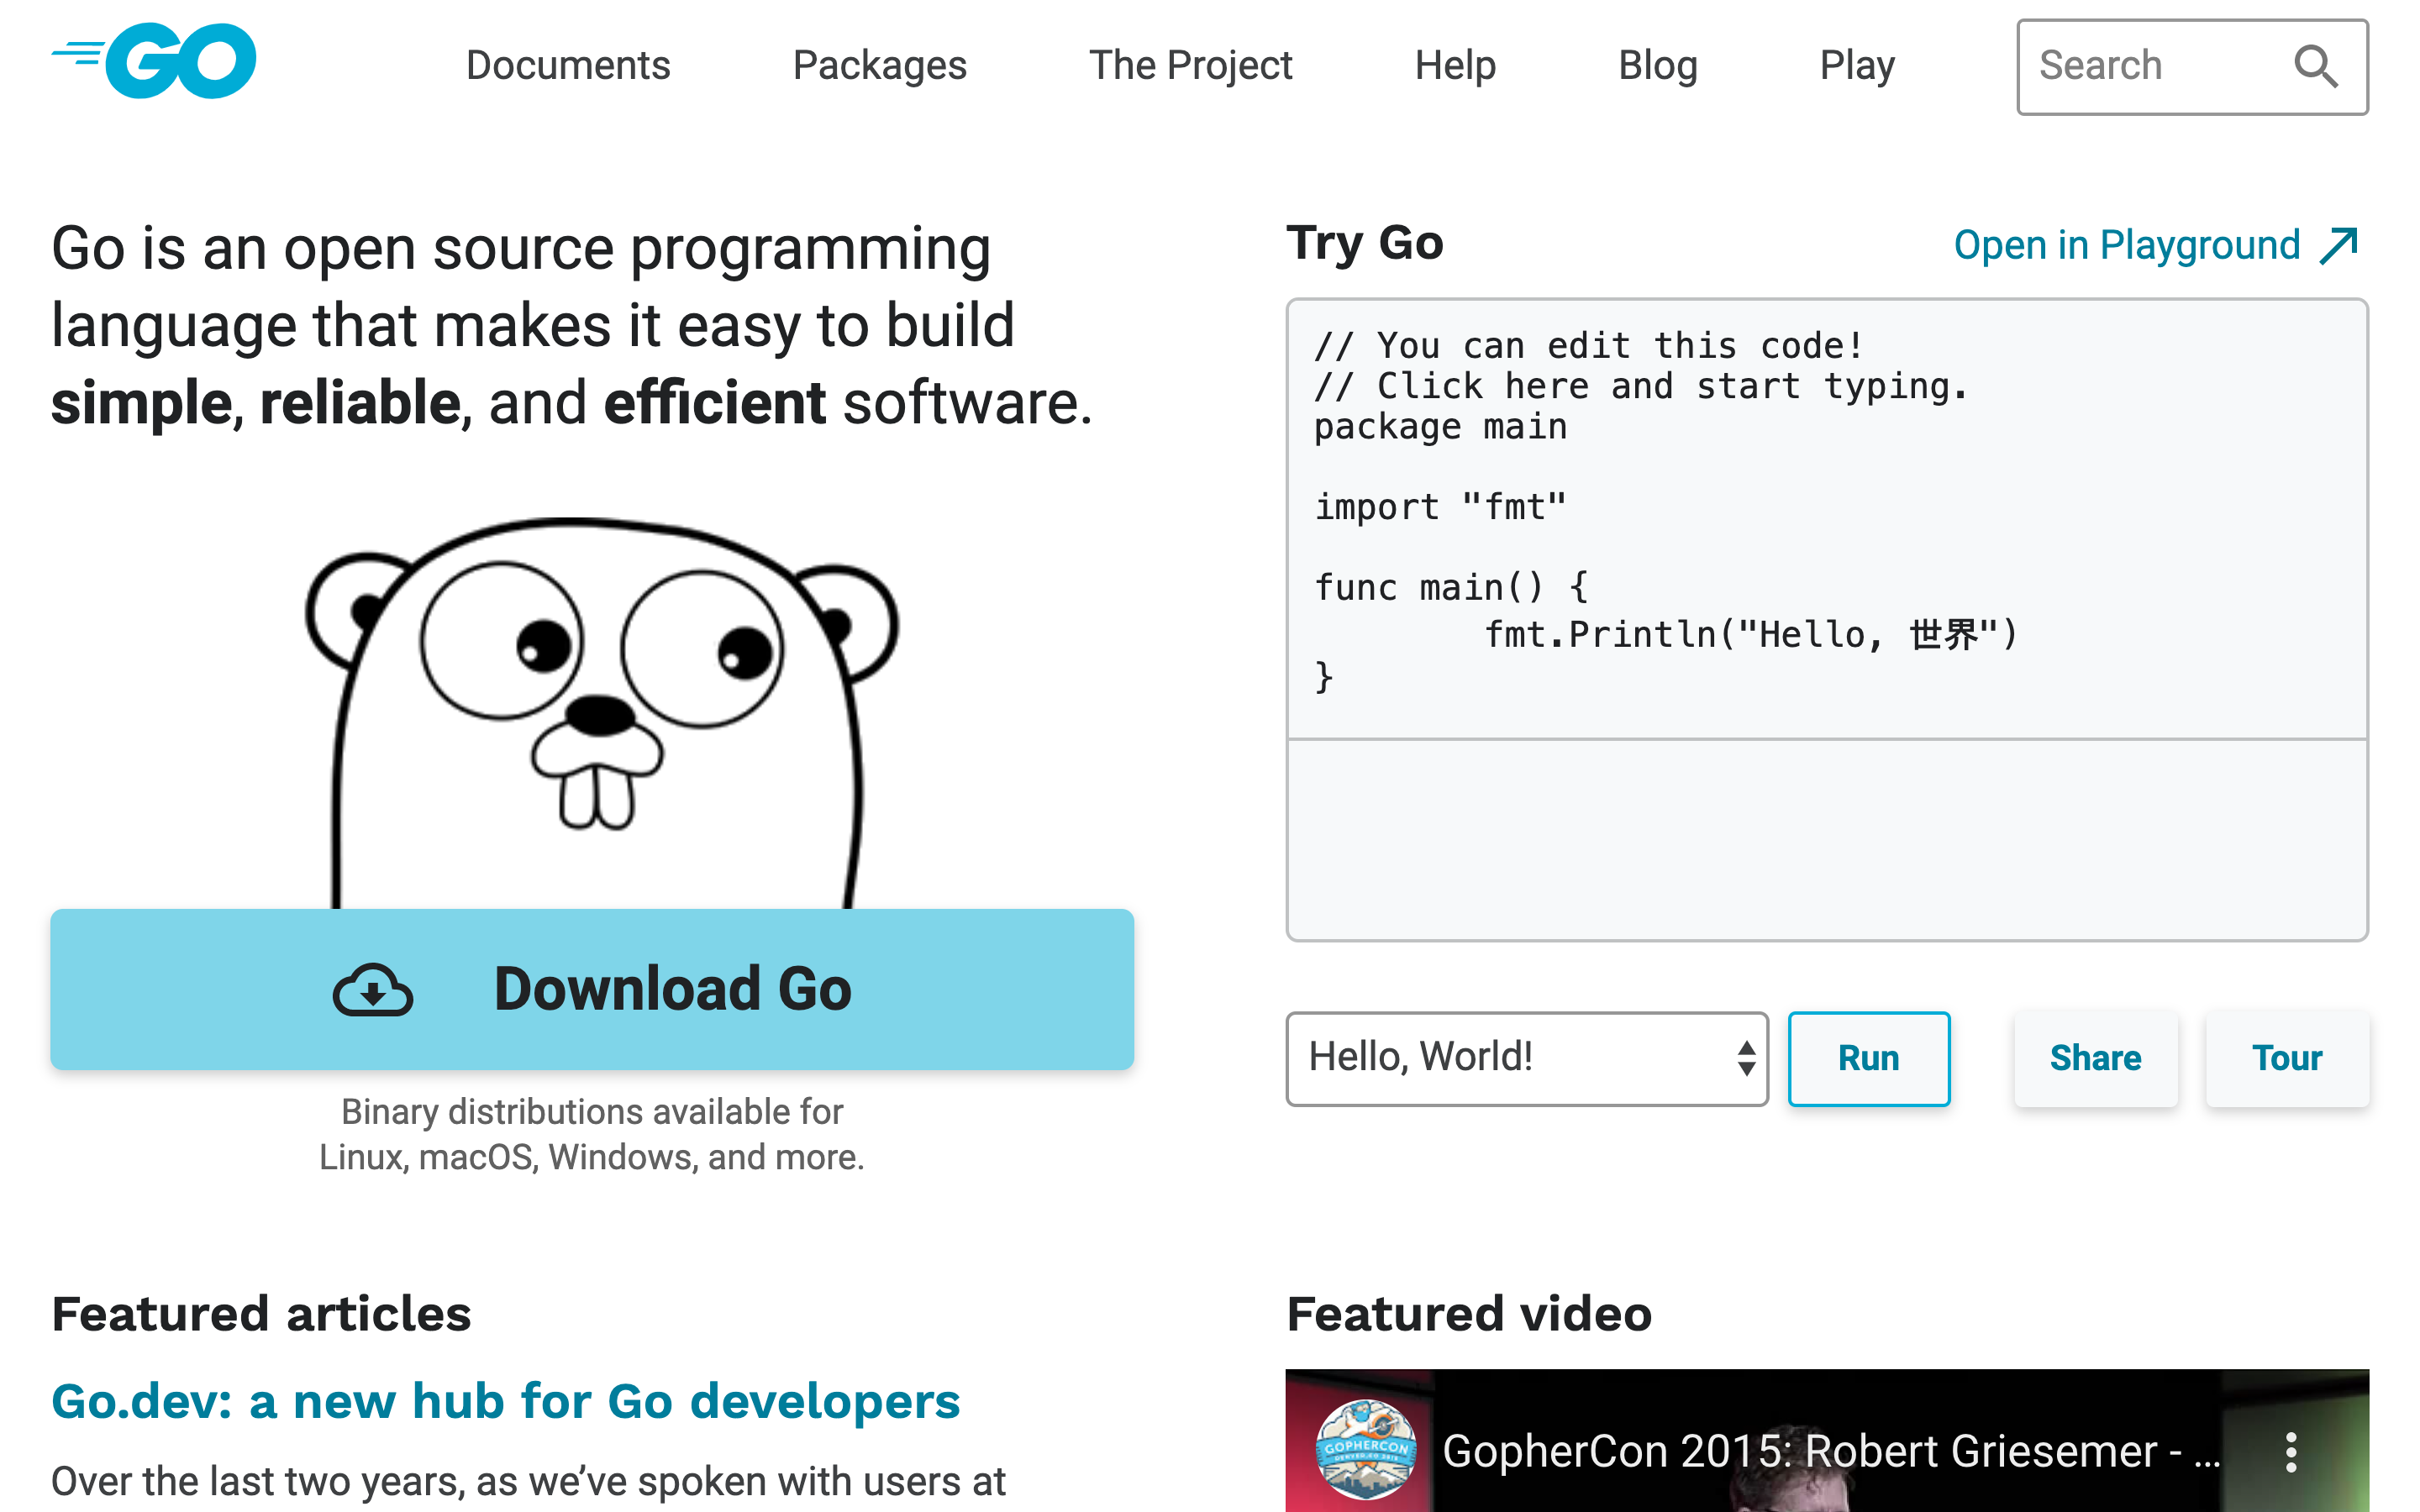 GO
Documents
Packages
The Project
Help
Blog
Play
Search
Go is an open source programming
language that makes it easy to build
simple, reliable, and efficient software.
Download Go
Binary distributions available for
Linux, macOS, Windows, and more.
Try Go
Open in Playground
// You can edit this code!
// Click here and start typing.
package main
import "fmt"
func main() {
	fmt.Println("Hello, 世界")
}
Hello, World!
Run
Share
Tour
Featured articles
Go.dev: a new hub for Go developers
Over the last two years, as we’ve spoken with users at
Featured video
GOPHERCON
GopherCon 2015: Robert Griesemer - ...